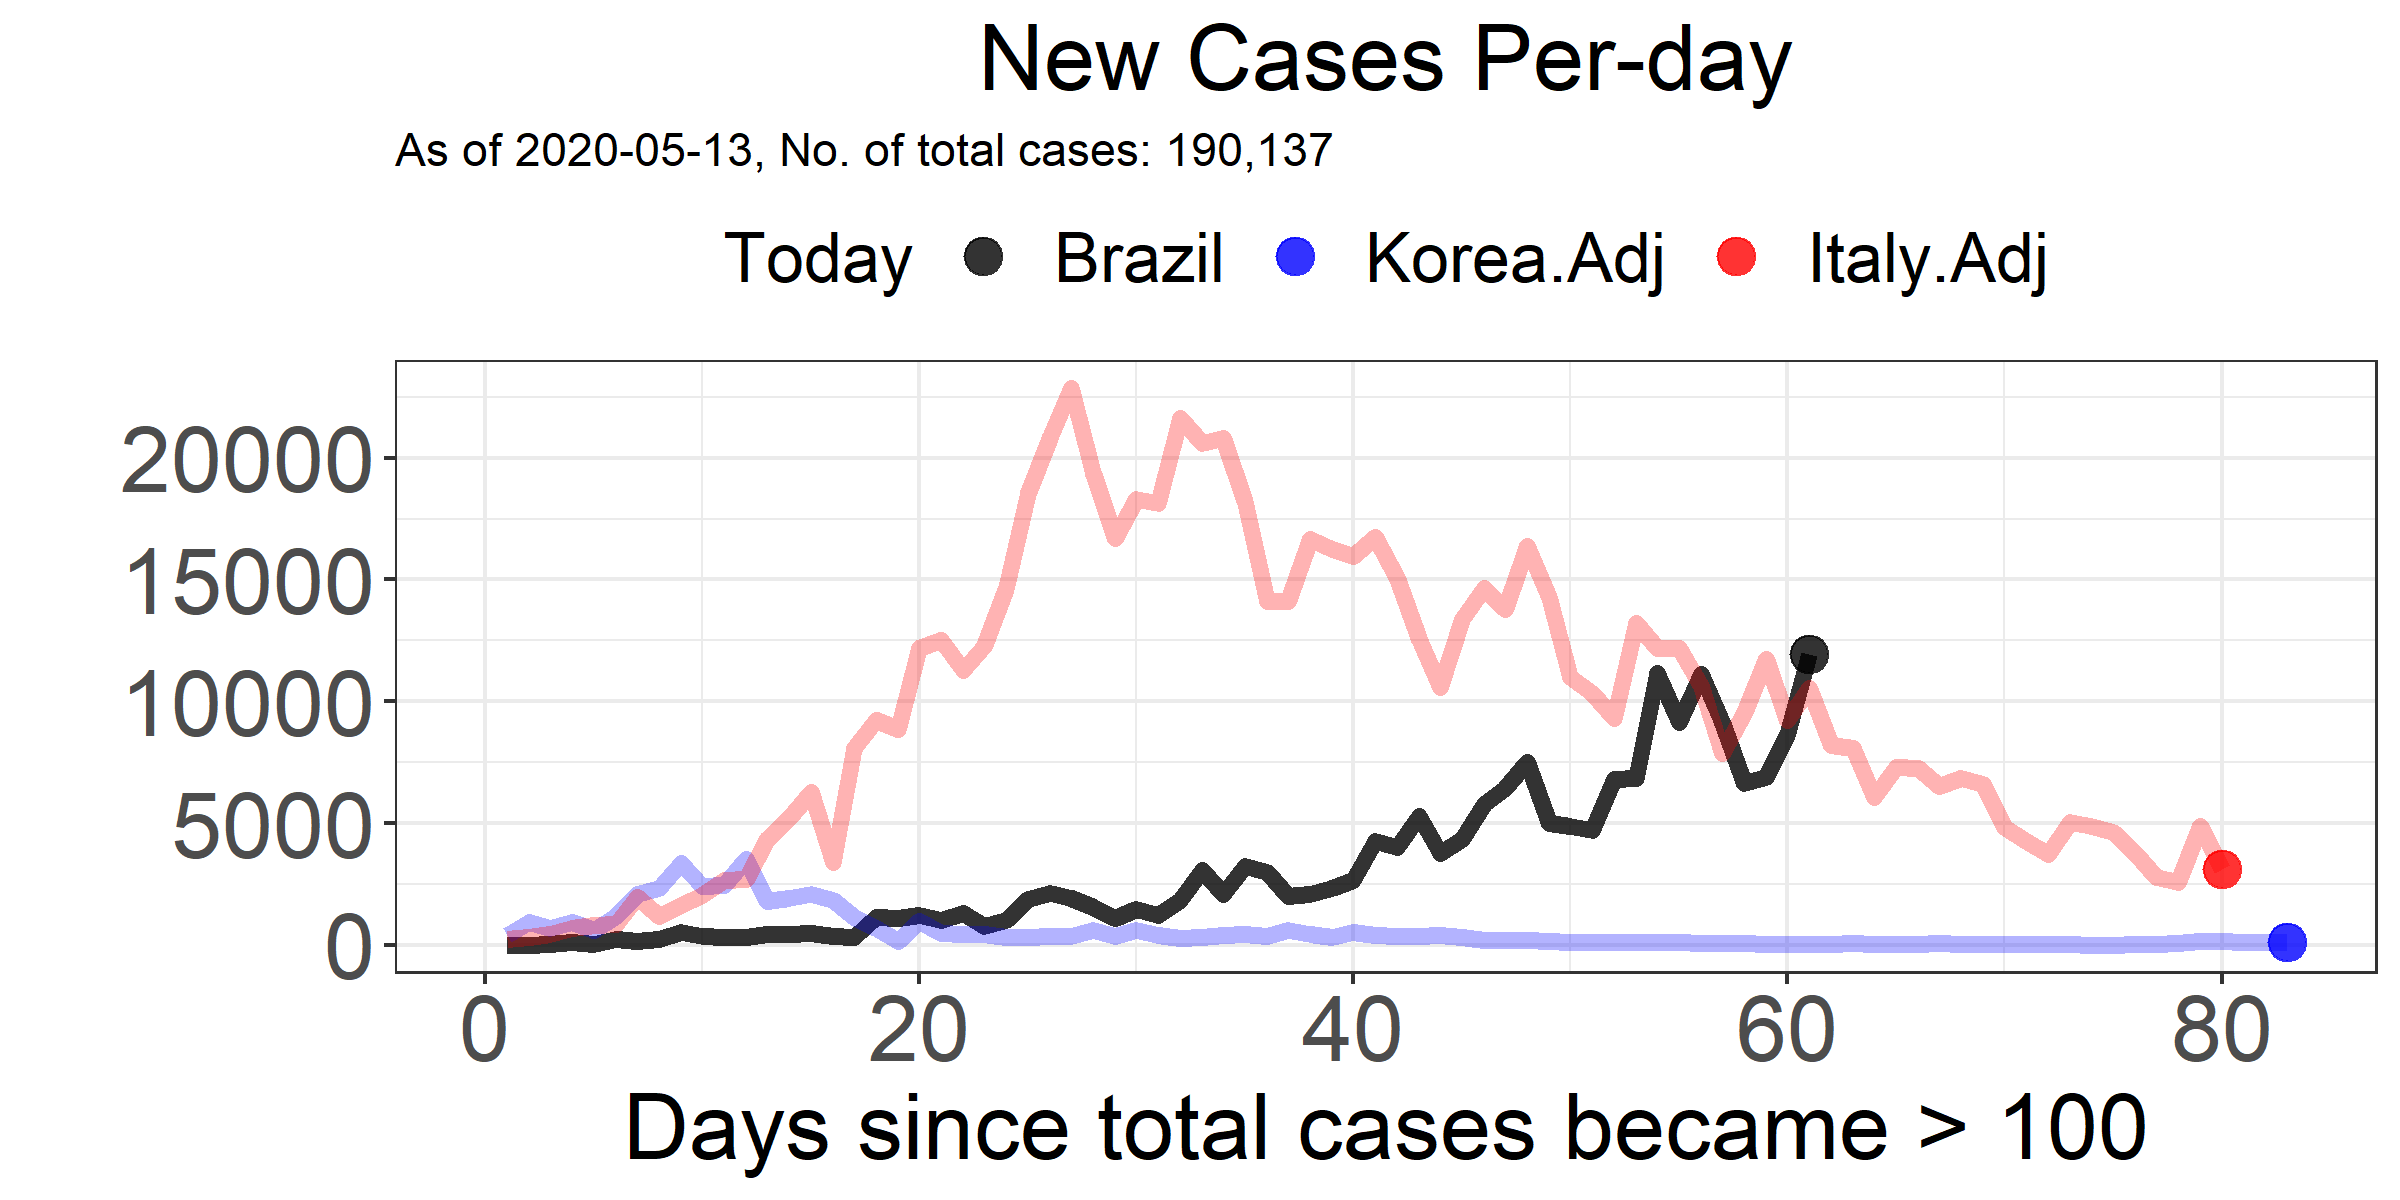 New Cases Per-day
As of 2020-05-13, No. of total cases: 190,137
Today Brazil Korea.Adj Italy.Adj
20000
15000
10000
5000
0
0 20 40 60 80
Days since total cases became > 100